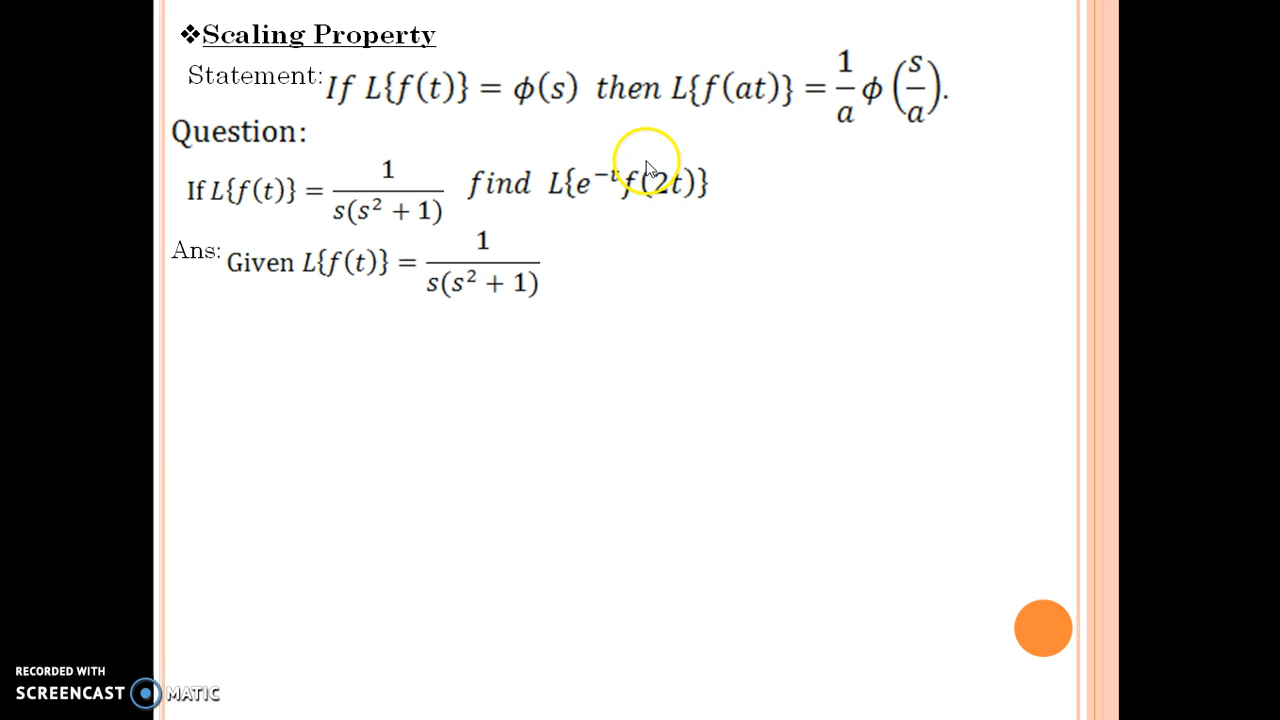 ❖Scaling Property
Statement: If L{f(t)} = ϕ(s) then L{f(at)} = 1/a ϕ (s/a).
Question:
If L{f(t)} = 1/(s(s² + 1)) find L{e⁻ᵗf(2t)}
Ans: Given L{f(t)} = 1/(s(s² + 1))
RECORDED WITH
SCREENCAST MATIC